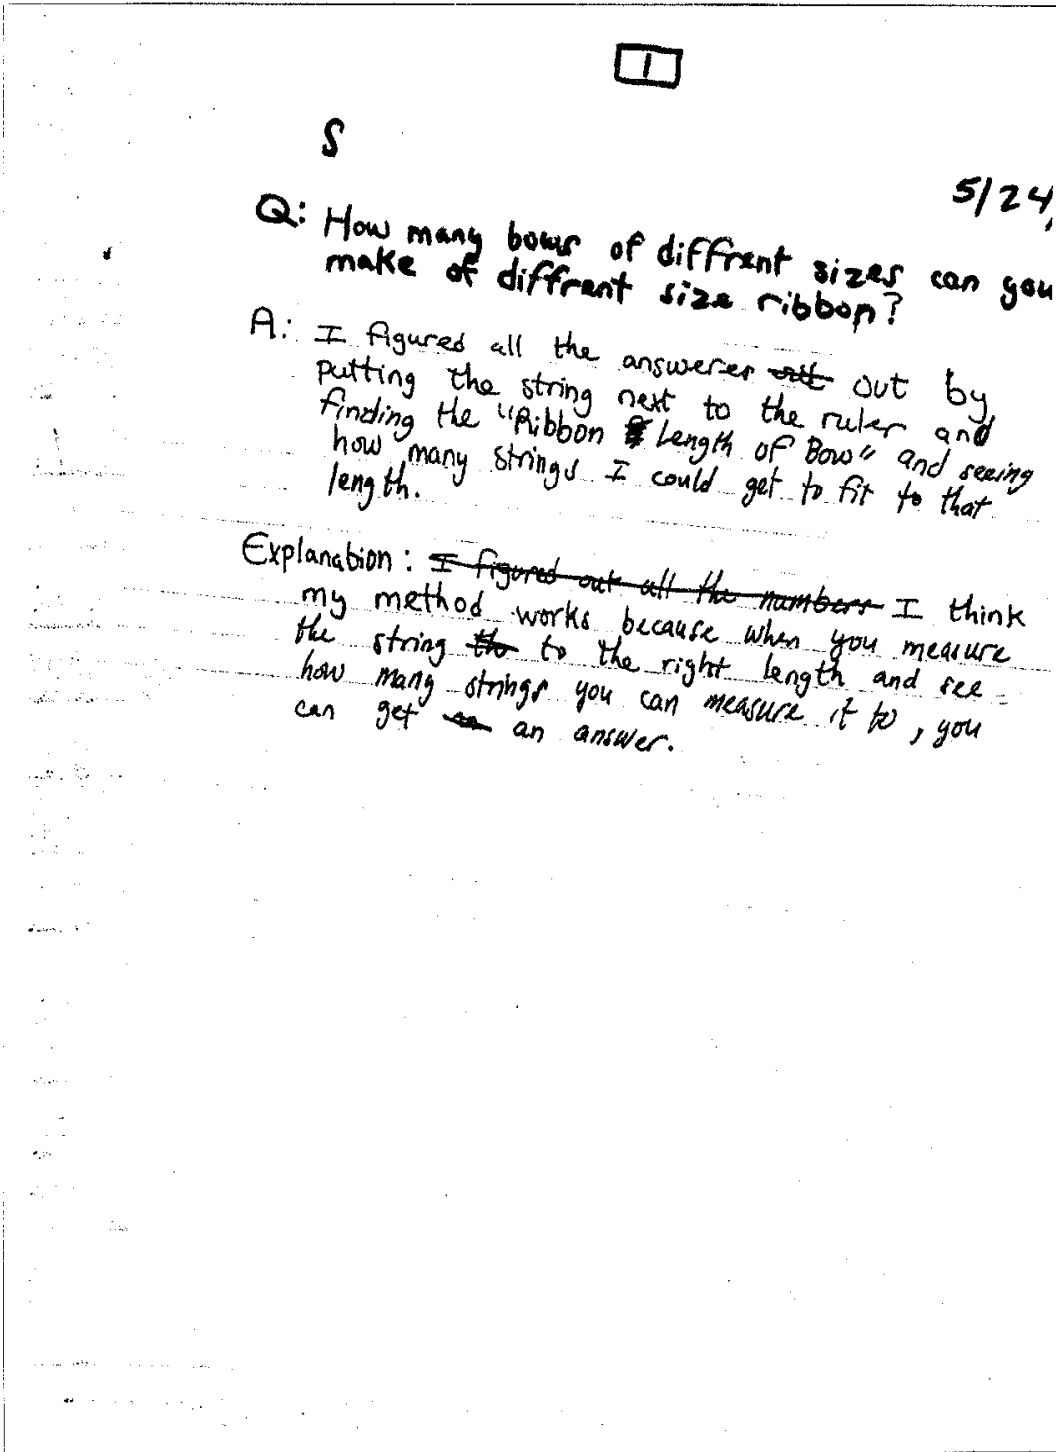 1
S
5/24,
Q: How many bows of diffrent sizes can you
make of diffrent size ribbon?
A: I figured all the answerer out by
putting the string next to the ruler and
finding the "Ribbon Length of Bow" and seeing
how many strings I could get to fit to that
length.
Explanation: I figured out all the numbers I think
my method works because when you measure
the string to the right length and see
how many strings you can measure it to, you
can get an answer.